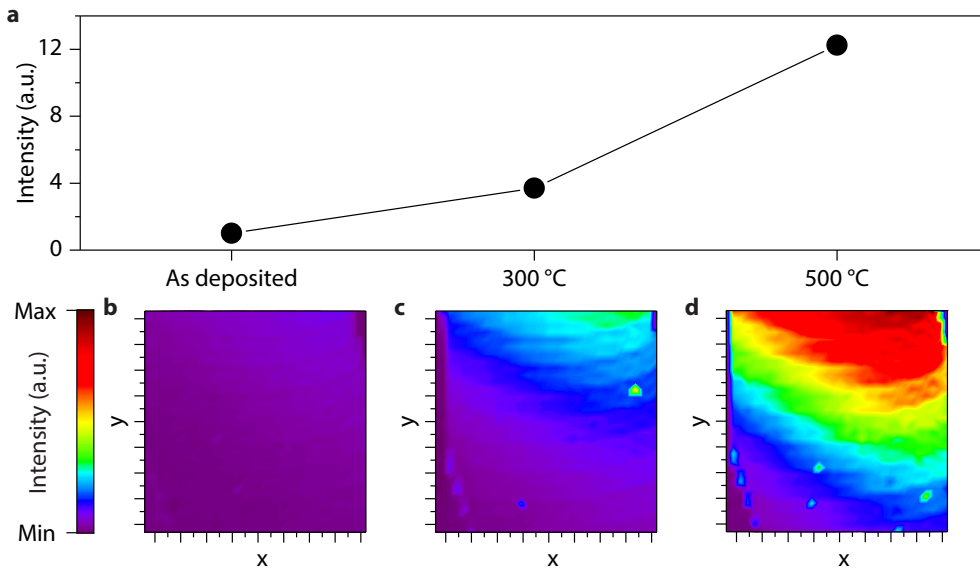 a
Intensity (a.u.)
12
8
4
0
As deposited
300 °C
500 °C
b
c
d
Max
Intensity (a.u.)
Min
y
x
y
x
y
x